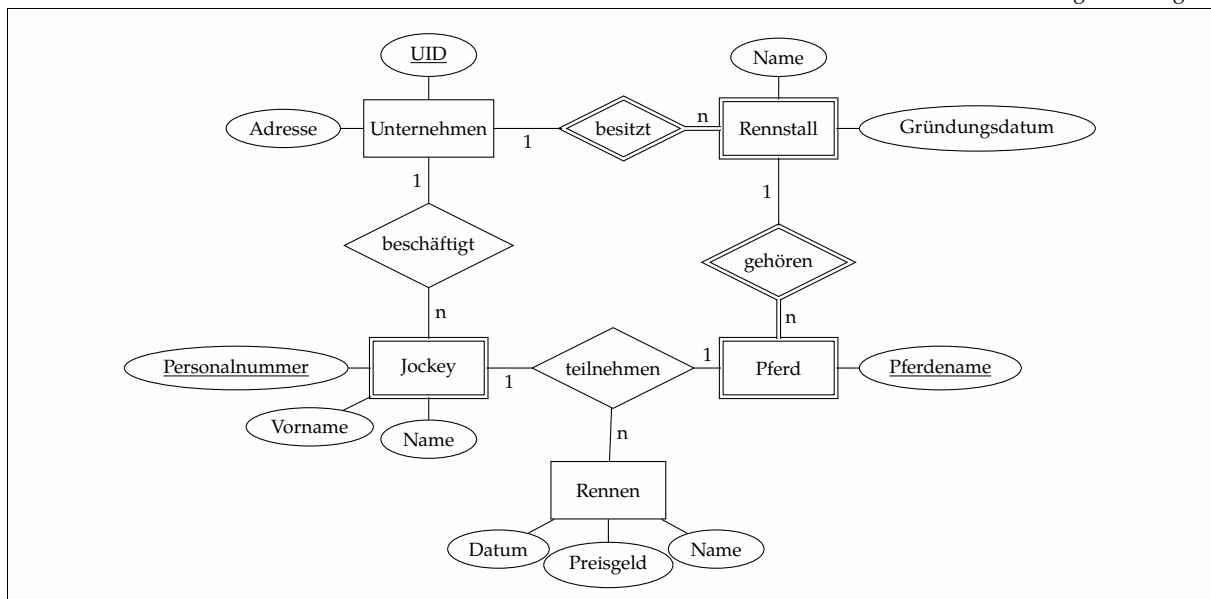 UID
Name
Adresse
Unternehmen
1
besitzt
n
Rennstall
Gründungsdatum
1
1
beschäftigt
gehören
n
n
Personalnummer
Jockey
1
teilnehmen
1
Pferd
Pferdename
Vorname
Name
n
Rennen
Datum
Preisgeld
Name